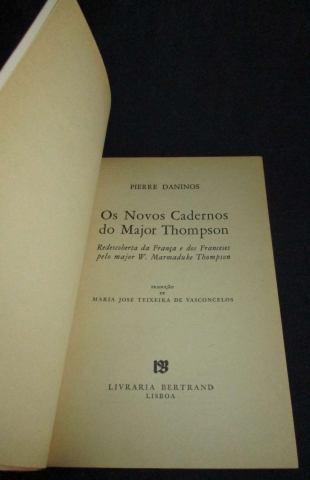 PIERRE DANINOS
Os Novos Cadernos
do Major Thompson
Redescoberta da França e dos Franceses
pelo major W. Marmaduke Thompson
TRADUÇÃO
DE
MARIA JOSE TEIXEIRA DE VASCONCELOS
LIVRARIA BERTRAND
LISBOA